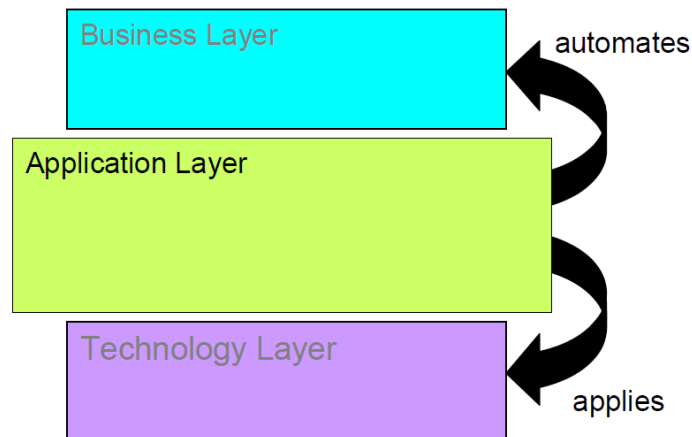 Business Layer
automates
Application Layer
Technology Layer
applies